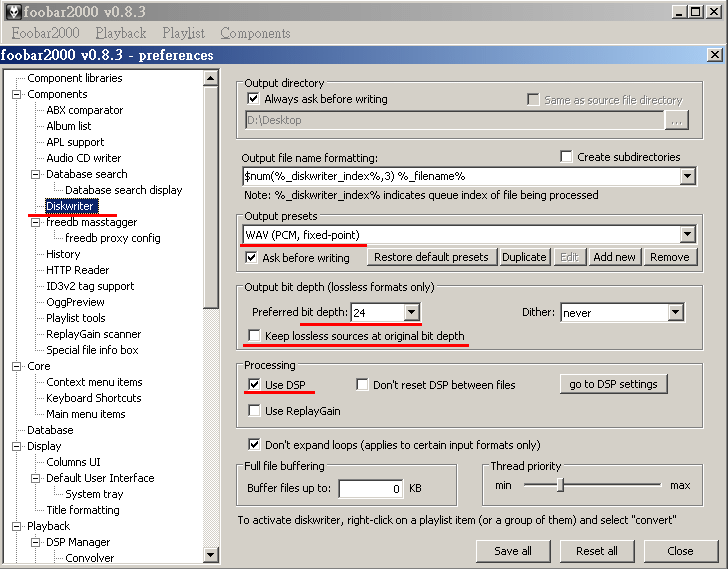 foobar2000 v0.8.3
Foobar2000 Playback Playlist Components
foobar2000 v0.8.3 - preferences
Component libraries
Components
ABX comparator
Album list
APL support
Audio CD writer
Database search
Database search display
Diskwriter
freedb masstagger
freedb proxy config
History
HTTP Reader
ID3v2 tag support
OggPreview
Playlist tools
ReplayGain scanner
Special file info box
Core
Context menu items
Keyboard Shortcuts
Main menu items
Database
Display
Columns UI
Default User Interface
System tray
Title formatting
Playback
DSP Manager
Convolver
Output directory
Always ask before writing
Same as source file directory
D:\Desktop
...
Output file name formatting:
Create subdirectories
$num(%_diskwriter_index%,3) %_filename%
Note: %_diskwriter_index% indicates queue index of file being processed
Output presets
WAV (PCM, fixed-point)
Ask before writing
Restore default presets
Duplicate
Edit
Add new
Remove
Output bit depth (lossless formats only)
Preferred bit depth: 24
Dither: never
Keep lossless sources at original bit depth
Processing
Use DSP
Don't reset DSP between files
go to DSP settings
Use ReplayGain
Don't expand loops (applies to certain input formats only)
Full file buffering
Buffer files up to: 0 KB
Thread priority
min max
To activate diskwriter, right-click on a playlist item (or a group of them) and select "convert"
Save all
Reset all
Close